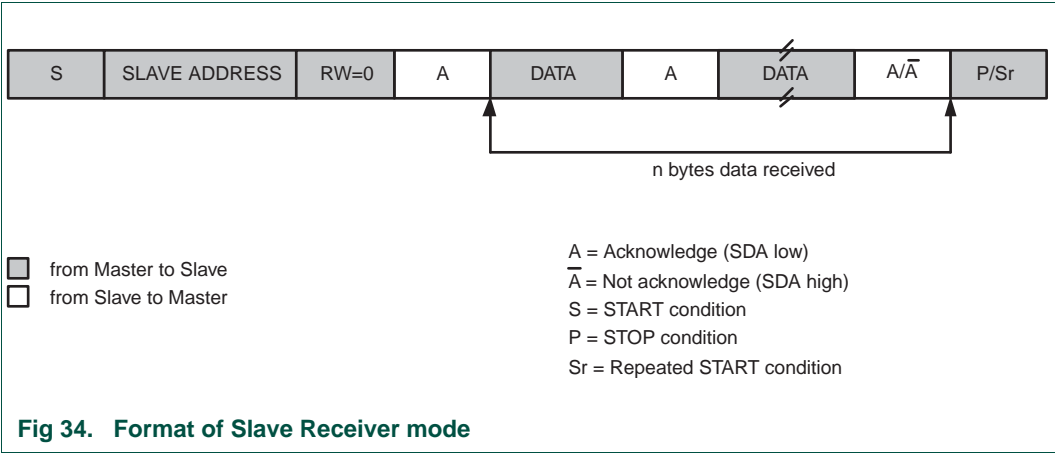 S SLAVE ADDRESS RW=0 A DATA A DATA A/A̅ P/Sr
n bytes data received
from Master to Slave
from Slave to Master
A = Acknowledge (SDA low)
A̅ = Not acknowledge (SDA high)
S = START condition
P = STOP condition
Sr = Repeated START condition
Fig 34. Format of Slave Receiver mode